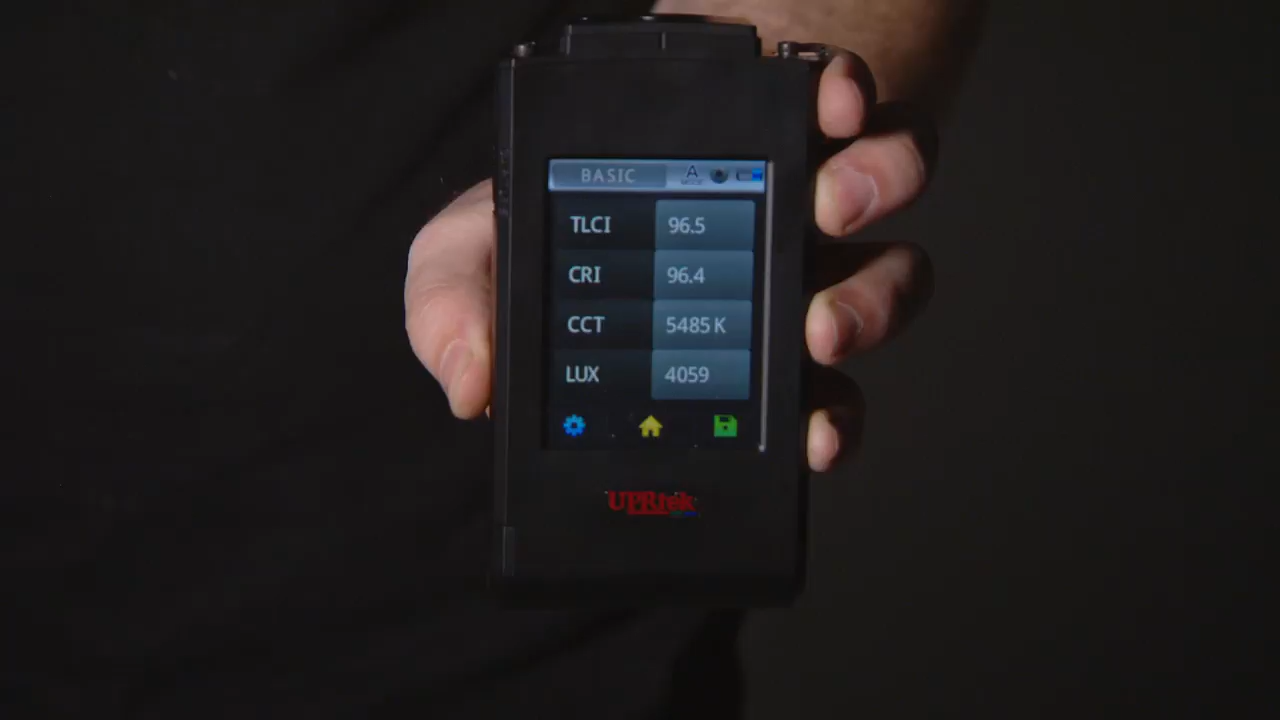 BASIC A
TLCI 96.5
CRI 96.4
CCT 5485 K
LUX 4059
UPRtek